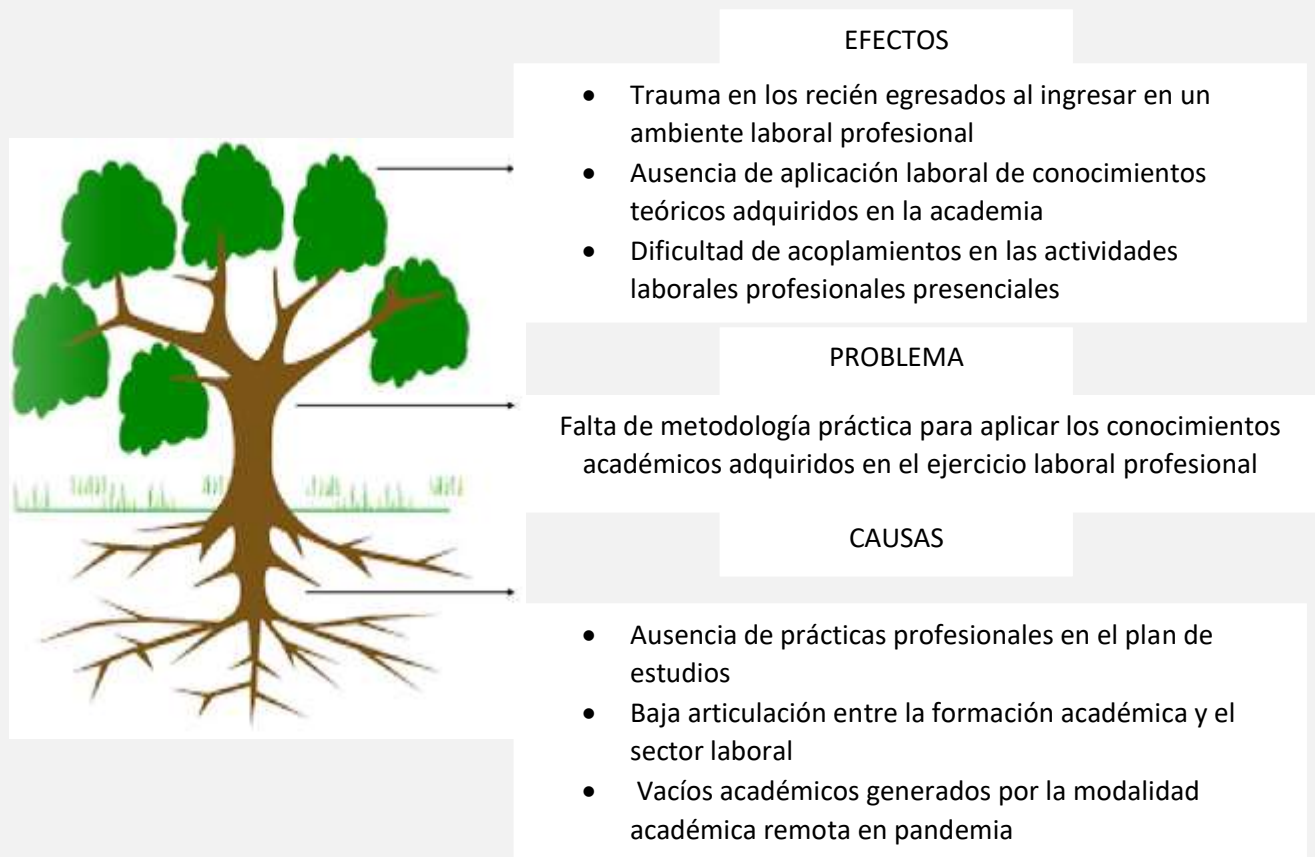 EFECTOS
• Trauma en los recién egresados al ingresar en un
ambiente laboral profesional
• Ausencia de aplicación laboral de conocimientos
teóricos adquiridos en la academia
• Dificultad de acoplamientos en las actividades
laborales profesionales presenciales
PROBLEMA
Falta de metodología práctica para aplicar los conocimientos
académicos adquiridos en el ejercicio laboral profesional
CAUSAS
• Ausencia de prácticas profesionales en el plan de
estudios
• Baja articulación entre la formación académica y el
sector laboral
• Vacíos académicos generados por la modalidad
académica remota en pandemia